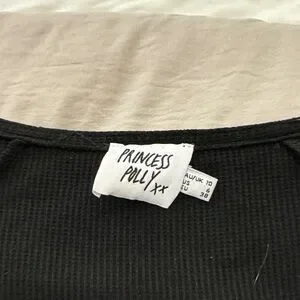 PRINCESS
POLLY xx
AU/UK 10
US 6
EU 38